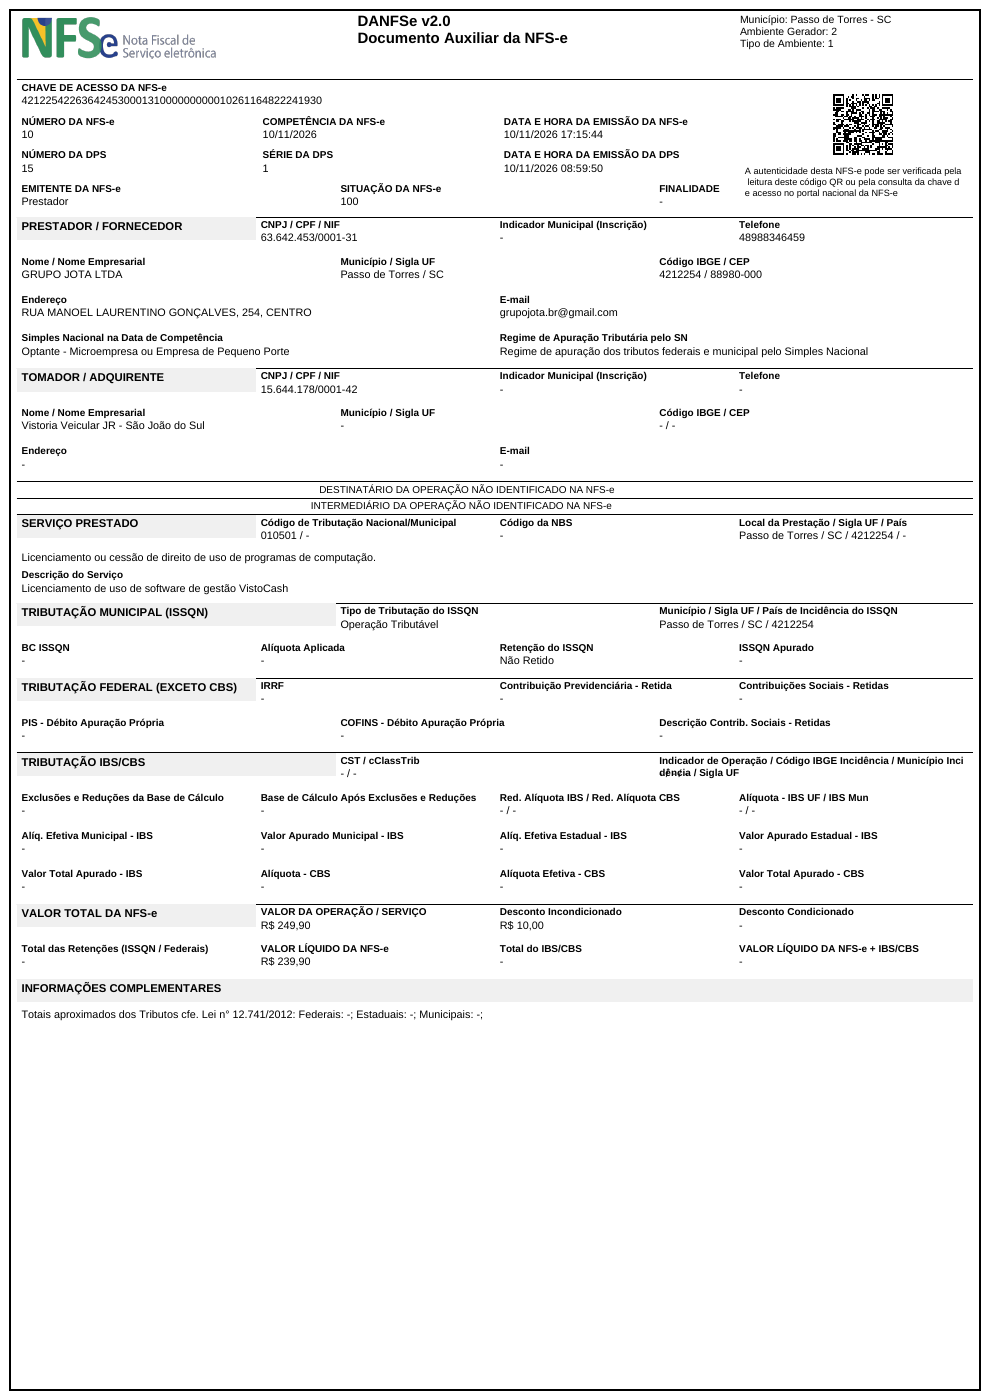 NFSe Nota Fiscal de
Serviço eletrônica
DANFSe v2.0
Documento Auxiliar da NFS-e
Município: Passo de Torres - SC
Ambiente Gerador: 2
Tipo de Ambiente: 1
CHAVE DE ACESSO DA NFS-e
42122542263642453000131000000000010261164822241930
NÚMERO DA NFS-e COMPETÊNCIA DA NFS-e DATA E HORA DA EMISSÃO DA NFS-e
10 10/11/2026 10/11/2026 17:15:44
NÚMERO DA DPS SÉRIE DA DPS DATA E HORA DA EMISSÃO DA DPS
15 1 10/11/2026 08:59:50
A autenticidade desta NFS-e pode ser verificada pela
leitura deste código QR ou pela consulta da chave d
e acesso no portal nacional da NFS-e
EMITENTE DA NFS-e SITUAÇÃO DA NFS-e FINALIDADE
Prestador 100 -
PRESTADOR / FORNECEDOR CNPJ / CPF / NIF Indicador Municipal (Inscrição) Telefone
63.642.453/0001-31 - 48988346459
Nome / Nome Empresarial Município / Sigla UF Código IBGE / CEP
GRUPO JOTA LTDA Passo de Torres / SC 4212254 / 88980-000
Endereço E-mail
RUA MANOEL LAURENTINO GONÇALVES, 254, CENTRO grupojota.br@gmail.com
Simples Nacional na Data de Competência Regime de Apuração Tributária pelo SN
Optante - Microempresa ou Empresa de Pequeno Porte Regime de apuração dos tributos federais e municipal pelo Simples Nacional
TOMADOR / ADQUIRENTE CNPJ / CPF / NIF Indicador Municipal (Inscrição) Telefone
15.644.178/0001-42 - -
Nome / Nome Empresarial Município / Sigla UF Código IBGE / CEP
Vistoria Veicular JR - São João do Sul - - / -
Endereço E-mail
- -
DESTINATÁRIO DA OPERAÇÃO NÃO IDENTIFICADO NA NFS-e
INTERMEDIÁRIO DA OPERAÇÃO NÃO IDENTIFICADO NA NFS-e
SERVIÇO PRESTADO Código de Tributação Nacional/Municipal Código da NBS Local da Prestação / Sigla UF / País
010501 / - - Passo de Torres / SC / 4212254 / -
Licenciamento ou cessão de direito de uso de programas de computação.
Descrição do Serviço
Licenciamento de uso de software de gestão VistoCash
TRIBUTAÇÃO MUNICIPAL (ISSQN) Tipo de Tributação do ISSQN Município / Sigla UF / País de Incidência do ISSQN
Operação Tributável Passo de Torres / SC / 4212254
BC ISSQN Alíquota Aplicada Retenção do ISSQN ISSQN Apurado
- - Não Retido -
TRIBUTAÇÃO FEDERAL (EXCETO CBS) IRRF Contribuição Previdenciária - Retida Contribuições Sociais - Retidas
- - -
PIS - Débito Apuração Própria COFINS - Débito Apuração Própria Descrição Contrib. Sociais - Retidas
- - -
TRIBUTAÇÃO IBS/CBS CST / cClassTrib Indicador de Operação / Código IBGE Incidência / Município Inci
- / - dência / Sigla UF
Exclusões e Reduções da Base de Cálculo Base de Cálculo Após Exclusões e Reduções Red. Alíquota IBS / Red. Alíquota CBS Alíquota - IBS UF / IBS Mun
- - - / - - / -
Alíq. Efetiva Municipal - IBS Valor Apurado Municipal - IBS Alíq. Efetiva Estadual - IBS Valor Apurado Estadual - IBS
- - - -
Valor Total Apurado - IBS Alíquota - CBS Alíquota Efetiva - CBS Valor Total Apurado - CBS
- - - -
VALOR TOTAL DA NFS-e VALOR DA OPERAÇÃO / SERVIÇO Desconto Incondicionado Desconto Condicionado
R$ 249,90 R$ 10,00 -
Total das Retenções (ISSQN / Federais) VALOR LÍQUIDO DA NFS-e Total do IBS/CBS VALOR LÍQUIDO DA NFS-e + IBS/CBS
- R$ 239,90 - -
INFORMAÇÕES COMPLEMENTARES
Totais aproximados dos Tributos cfe. Lei n° 12.741/2012: Federais: -; Estaduais: -; Municipais: -;